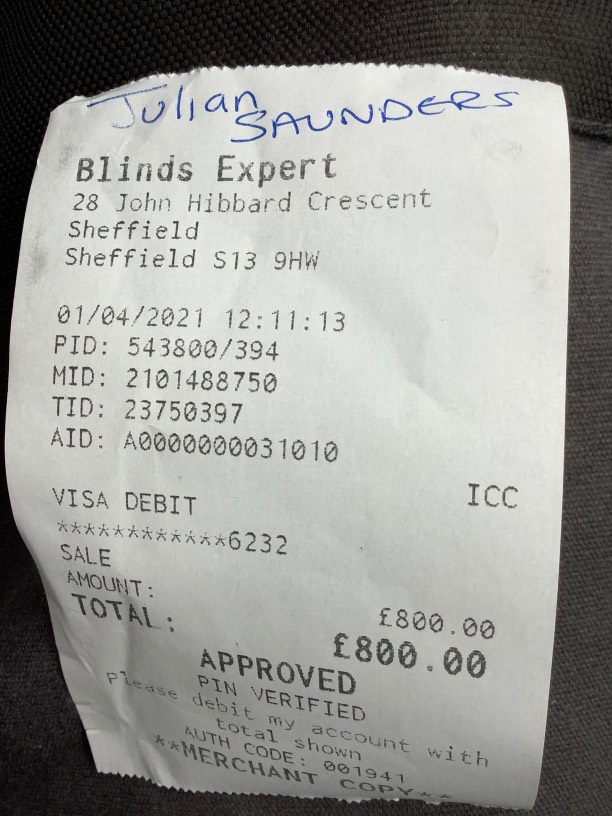 Julian
SAUNDERS
Blinds Expert
28 John Hibbard Crescent
Sheffield
Sheffield S13 9HW
01/04/2021 12:11:13
PID: 543800/394
MID: 2101488750
TID: 23750397
AID: A0000000031010
VISA DEBIT ICC
************6232
SALE
AMOUNT: £800.00
TOTAL: £800.00
APPROVED
PIN VERIFIED
Please debit my account with
total shown
AUTH CODE: 001941
**MERCHANT COPY**